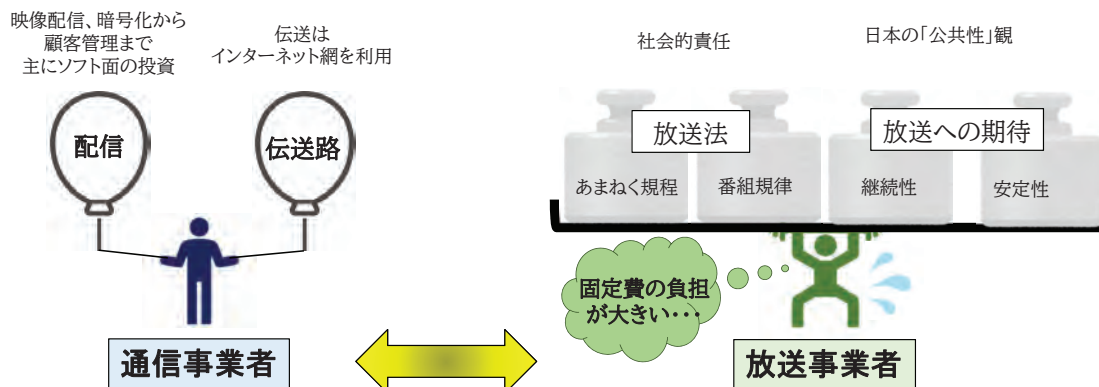 映像配信、暗号化から
顧客管理まで
主にソフト面の投資
伝送は
インターネット網を利用
配信
伝送路
通信事業者
社会的責任
日本の「公共性」観
放送法
放送への期待
あまねく規程
番組規律
継続性
安定性
固定費の負担
が大きい・・・
放送事業者